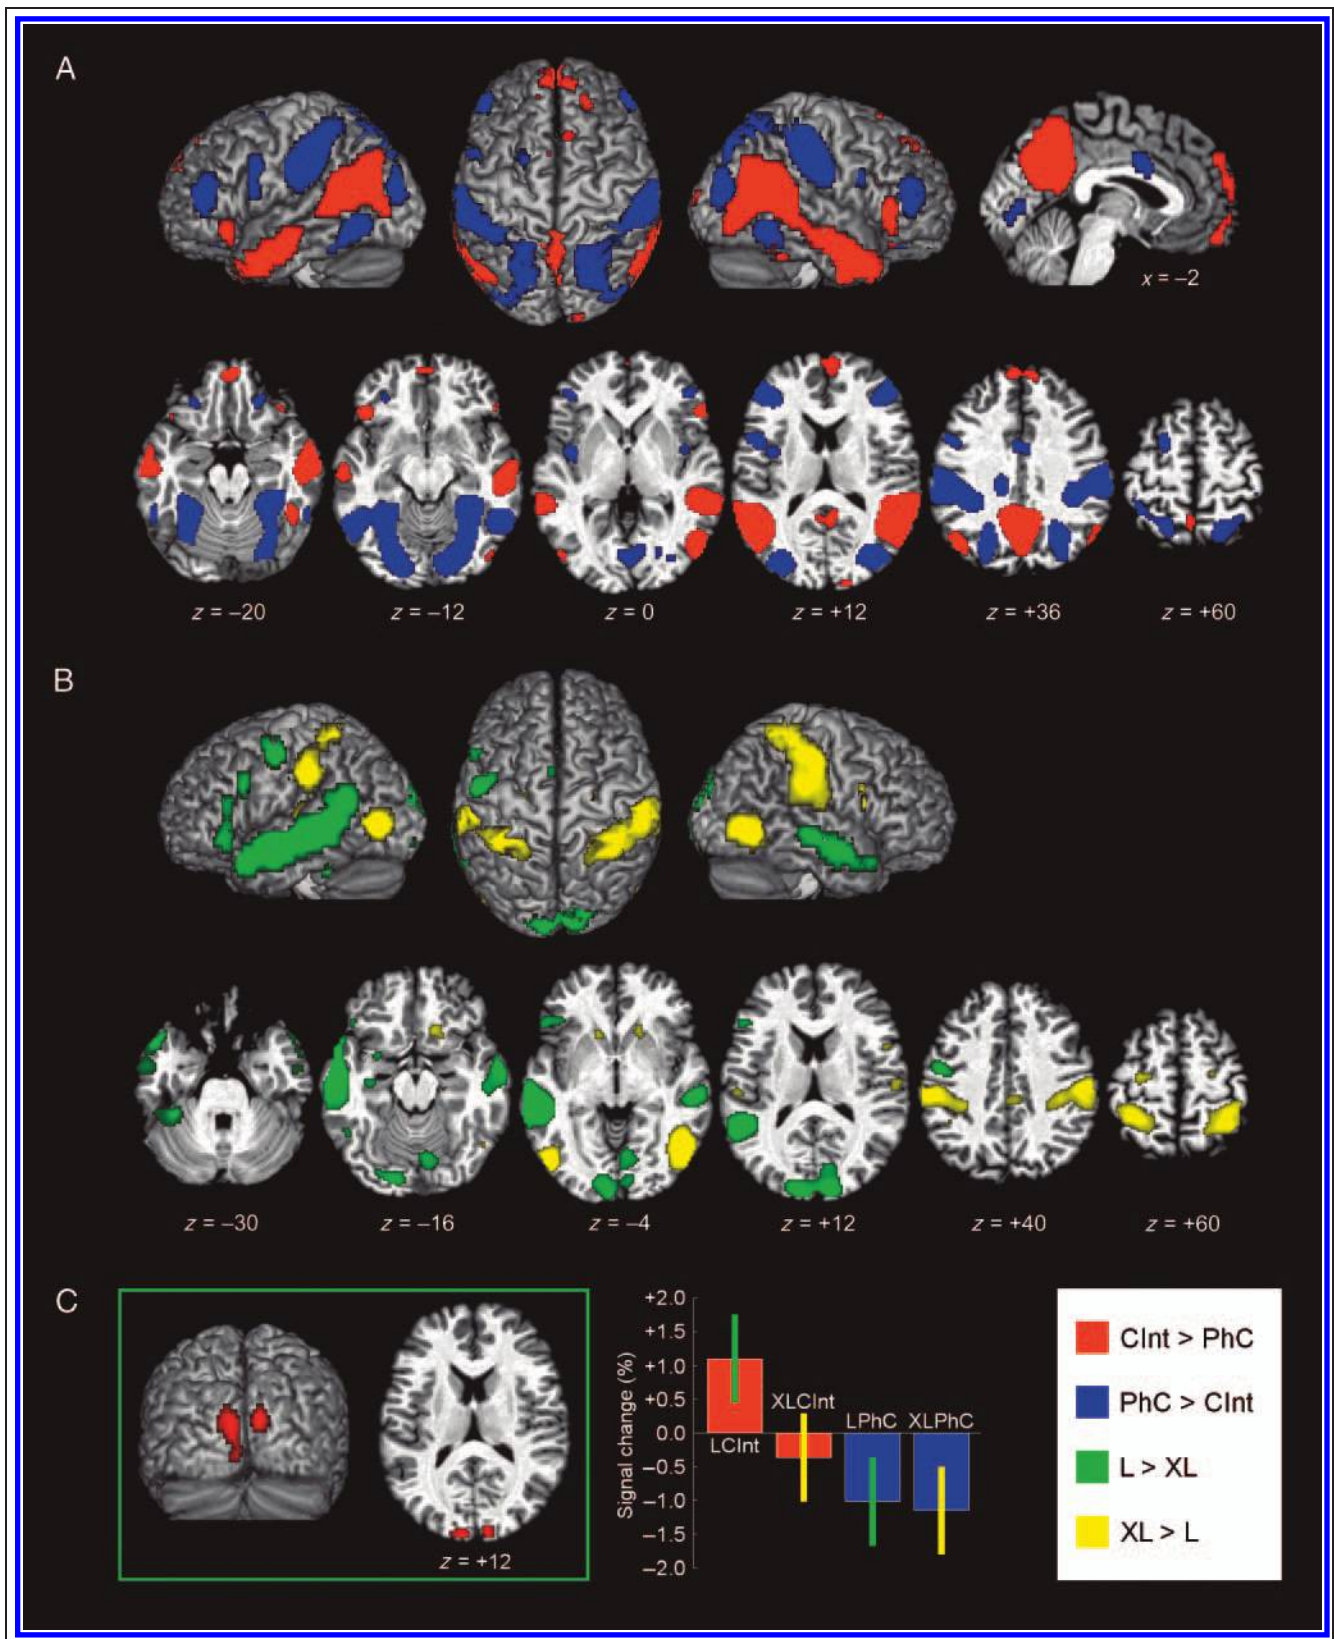 A
x = –2
z = –20
z = –12
z = 0
z = +12
z = +36
z = +60
B
z = –30
z = –16
z = –4
z = +12
z = +40
z = +60
C
z = +12
Signal change (%)
+2.0
+1.5
+1.0
+0.5
0.0
–0.5
–1.0
–1.5
–2.0
LCInt
XLCInt
LPhC
XLPhC
CInt > PhC
PhC > CInt
L > XL
XL > L